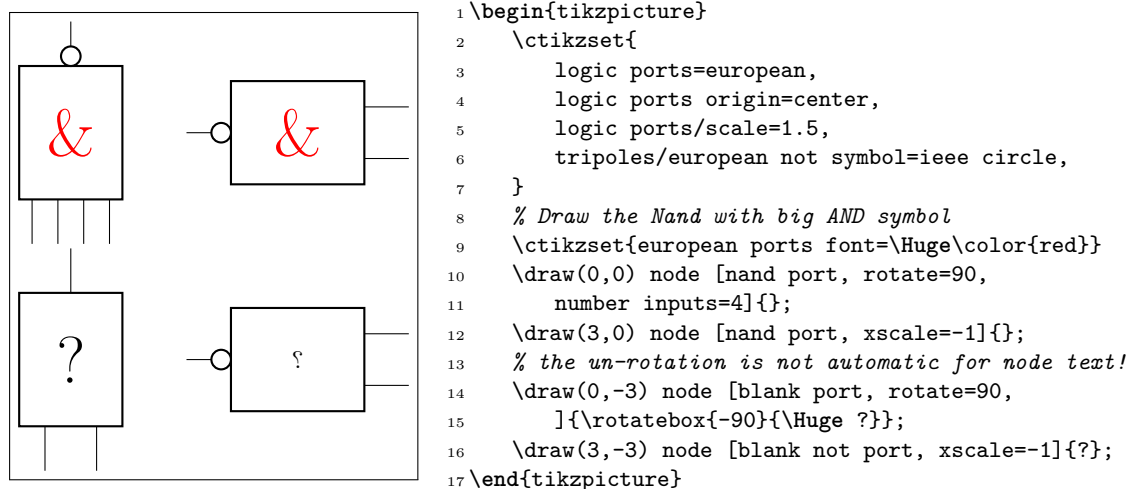 & &
? ؟
1 \begin{tikzpicture}
2 \ctikzset{
3 logic ports=european,
4 logic ports origin=center,
5 logic ports/scale=1.5,
6 tripoles/european not symbol=ieee circle,
7 }
8 % Draw the Nand with big AND symbol
9 \ctikzset{european ports font=\Huge\color{red}}
10 \draw(0,0) node [nand port, rotate=90,
11 number inputs=4]{};
12 \draw(3,0) node [nand port, xscale=-1]{};
13 % the un-rotation is not automatic for node text!
14 \draw(0,-3) node [blank port, rotate=90,
15 ]{\rotatebox{-90}{\Huge ?}};
16 \draw(3,-3) node [blank not port, xscale=-1]{?};
17 \end{tikzpicture}